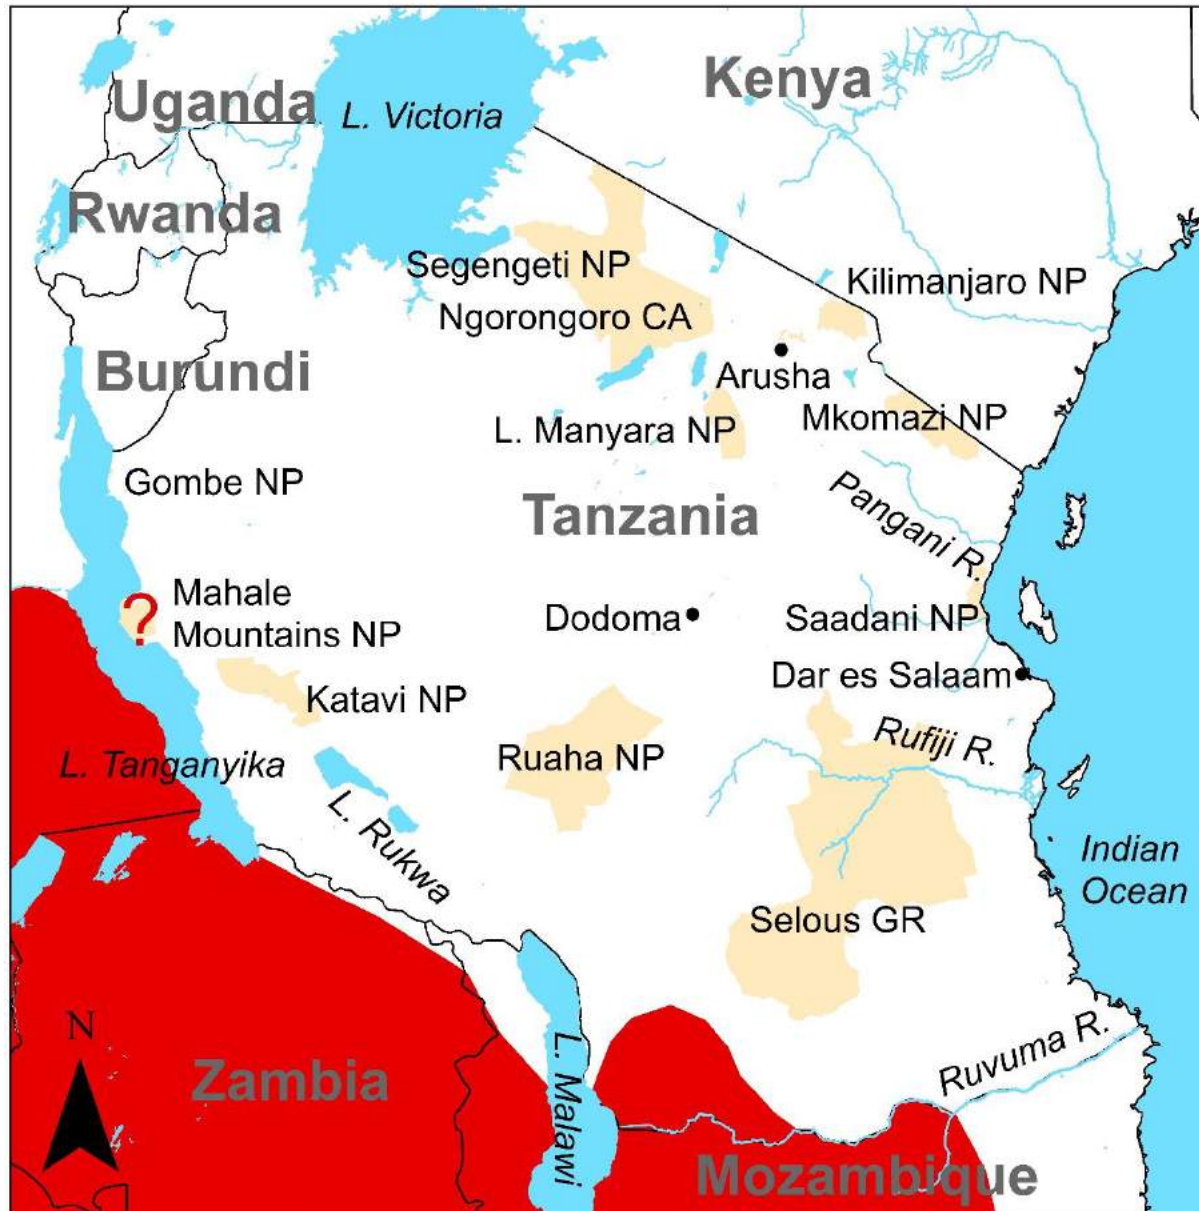 Uganda
L. Victoria
Kenya
Rwanda
Segengeti NP
Kilimanjaro NP
Ngorongoro CA
Burundi
Arusha
L. Manyara NP
Mkomazi NP
Gombe NP
Tanzania
Pangani R.
Mahale
Mountains NP
?
Dodoma
Saadani NP
Dar es Salaam
Katavi NP
Rufiji R.
Ruaha NP
L. Tanganyika
L. Rukwa
Indian
Ocean
Selous GR
N
Zambia
L. Malawi
Ruvuma R.
Mozambique